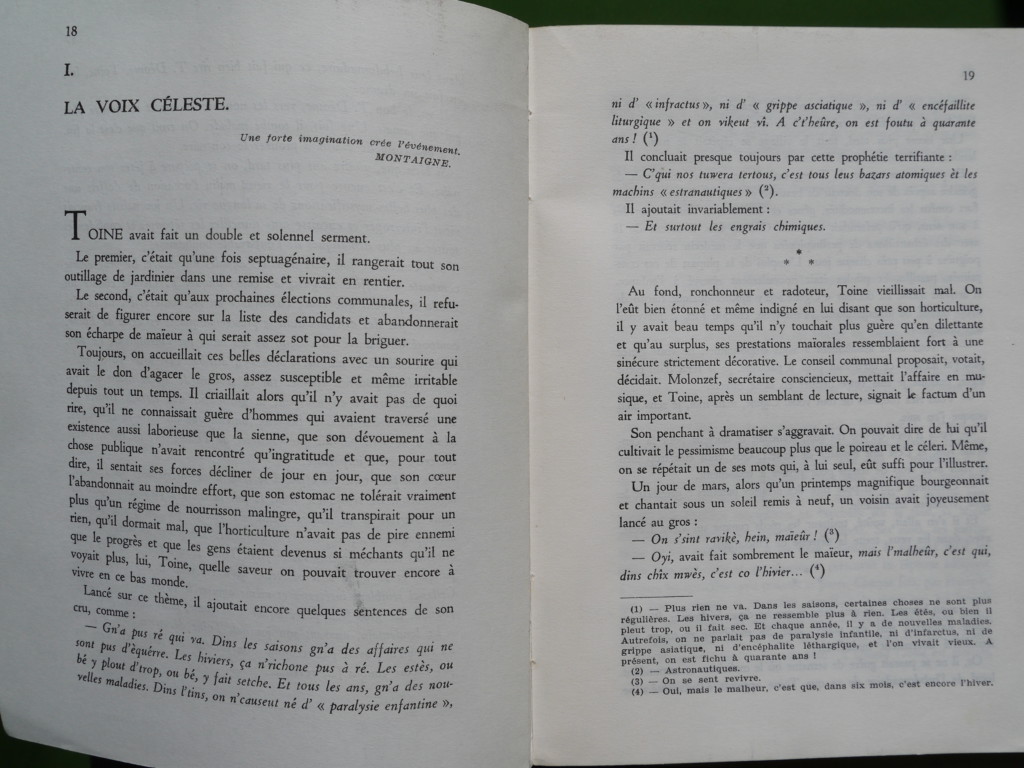 18
I.
LA VOIX CÉLESTE.
Une forte imagination crée l'événement.
MONTAIGNE.
TOINE avait fait un double et solennel serment.
Le premier, c'était qu'une fois septuagénaire, il rangerait tout son
outillage de jardinier dans une remise et vivrait en rentier.
Le second, c'était qu'aux prochaines élections communales, il refu-
serait de figurer encore sur la liste des candidats et abandonnerait
son écharpe de maïeur à qui serait assez sot pour la briguer.
Toujours, on accueillait ces belles déclarations avec un sourire qui
avait le don d'agacer le gros, assez susceptible et même irritable
depuis tout un temps. Il criaillait alors qu'il n'y avait pas de quoi
rire, qu'il ne connaissait guère d'hommes qui avaient traversé une
existence aussi laborieuse que la sienne, que son dévouement à la
chose publique n'avait rencontré qu'ingratitude et que, pour tout
dire, il sentait ses forces décliner de jour en jour, que son cœur
l'abandonnait au moindre effort, que son estomac ne tolérait vraiment
plus qu'un régime de nourrisson malingre, qu'il transpirait pour un
rien, qu'il dormait mal, que l'horticulture n'avait de pire ennemi
que le progrès et que les gens étaient devenus si méchants qu'il ne
voyait plus, lui, Toine, quelle saveur on pouvait trouver encore à
vivre en ce bas monde.
Lancé sur ce thème, il ajoutait encore quelques sentences de son
cru, comme :
— Gn'a pus ré qui va. Dins les saisons gn'a des affaires qui ne
sont pus d'équèrre. Les hiviers, ça n'richone pus à ré. Les estès, ou
bé y plout d'trop, ou bé, y fait setche. Et tous les ans, gn'a des nou-
velles maladies. Dins l'tins, on n'causeut né d' « paralysie enfantine »,
19
ni d' « infractus », ni d' « grippe asciatique », ni d' « encéfaillite
liturgique » et on vikeut vî. A c't'heûre, on est foutu à quarante
ans ! (1)
Il concluait presque toujours par cette prophétie terrifiante :
— C'qui nos tuwera tertous, c'est tous leus bazars atomiques èt les
machins « estranautiques » (2).
Il ajoutait invariablement :
— Et surtout les engrais chimiques.
* * *
Au fond, ronchonneur et radoteur, Toine vieillissait mal. On
l'eût bien étonné et même indigné en lui disant que son horticulture,
il y avait beau temps qu'il n'y touchait plus guère qu'en dilettante
et qu'au surplus, ses prestations maïorales ressemblaient fort à une
sinécure strictement décorative. Le conseil communal proposait, votait,
décidait. Molonzef, secrétaire consciencieux, mettait l'affaire en mu-
sique, et Toine, après un semblant de lecture, signait le factum d'un
air important.
Son penchant à dramatiser s'aggravait. On pouvait dire de lui qu'il
cultivait le pessimisme beaucoup plus que le poireau et le céleri. Même,
on se répétait un de ses mots qui, à lui seul, eût suffi pour l'illustrer.
Un jour de mars, alors qu'un printemps magnifique bourgeonnait
et chantait sous un soleil remis à neuf, un voisin avait joyeusement
lancé au gros :
— On s'sint ravikè, hein, maïeûr ! (3)
— Oyi, avait fait sombrement le maïeur, mais l'malheûr, c'est qui,
dins chîx mwès, c'est co l'hivier... (4)
(1) — Plus rien ne va. Dans les saisons, certaines choses ne sont plus
régulières. Les hivers, ça ne ressemble plus à rien. Les étés, ou bien il
pleut trop, ou il fait sec. Et chaque année, il y a de nouvelles maladies.
Autrefois, on ne parlait pas de paralysie infantile, ni d'infarctus, ni de
grippe asiatique, ni d'encéphalite léthargique, et l'on vivait vieux. A
présent, on est fichu à quarante ans !
(2) — Astronautiques.
(3) — On se sent revivre.
(4) — Oui, mais le malheur, c'est que, dans six mois, c'est encore l'hiver.